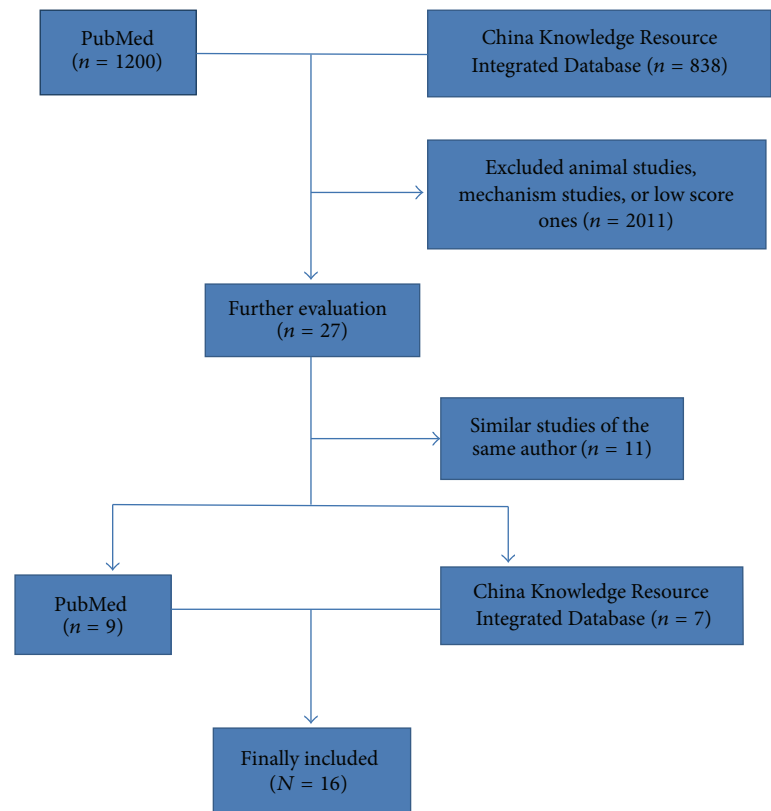 PubMed
(n = 1200)
China Knowledge Resource
Integrated Database (n = 838)
Excluded animal studies,
mechanism studies, or low score
ones (n = 2011)
Further evaluation
(n = 27)
Similar studies of the
same author (n = 11)
PubMed
(n = 9)
China Knowledge Resource
Integrated Database (n = 7)
Finally included
(N = 16)